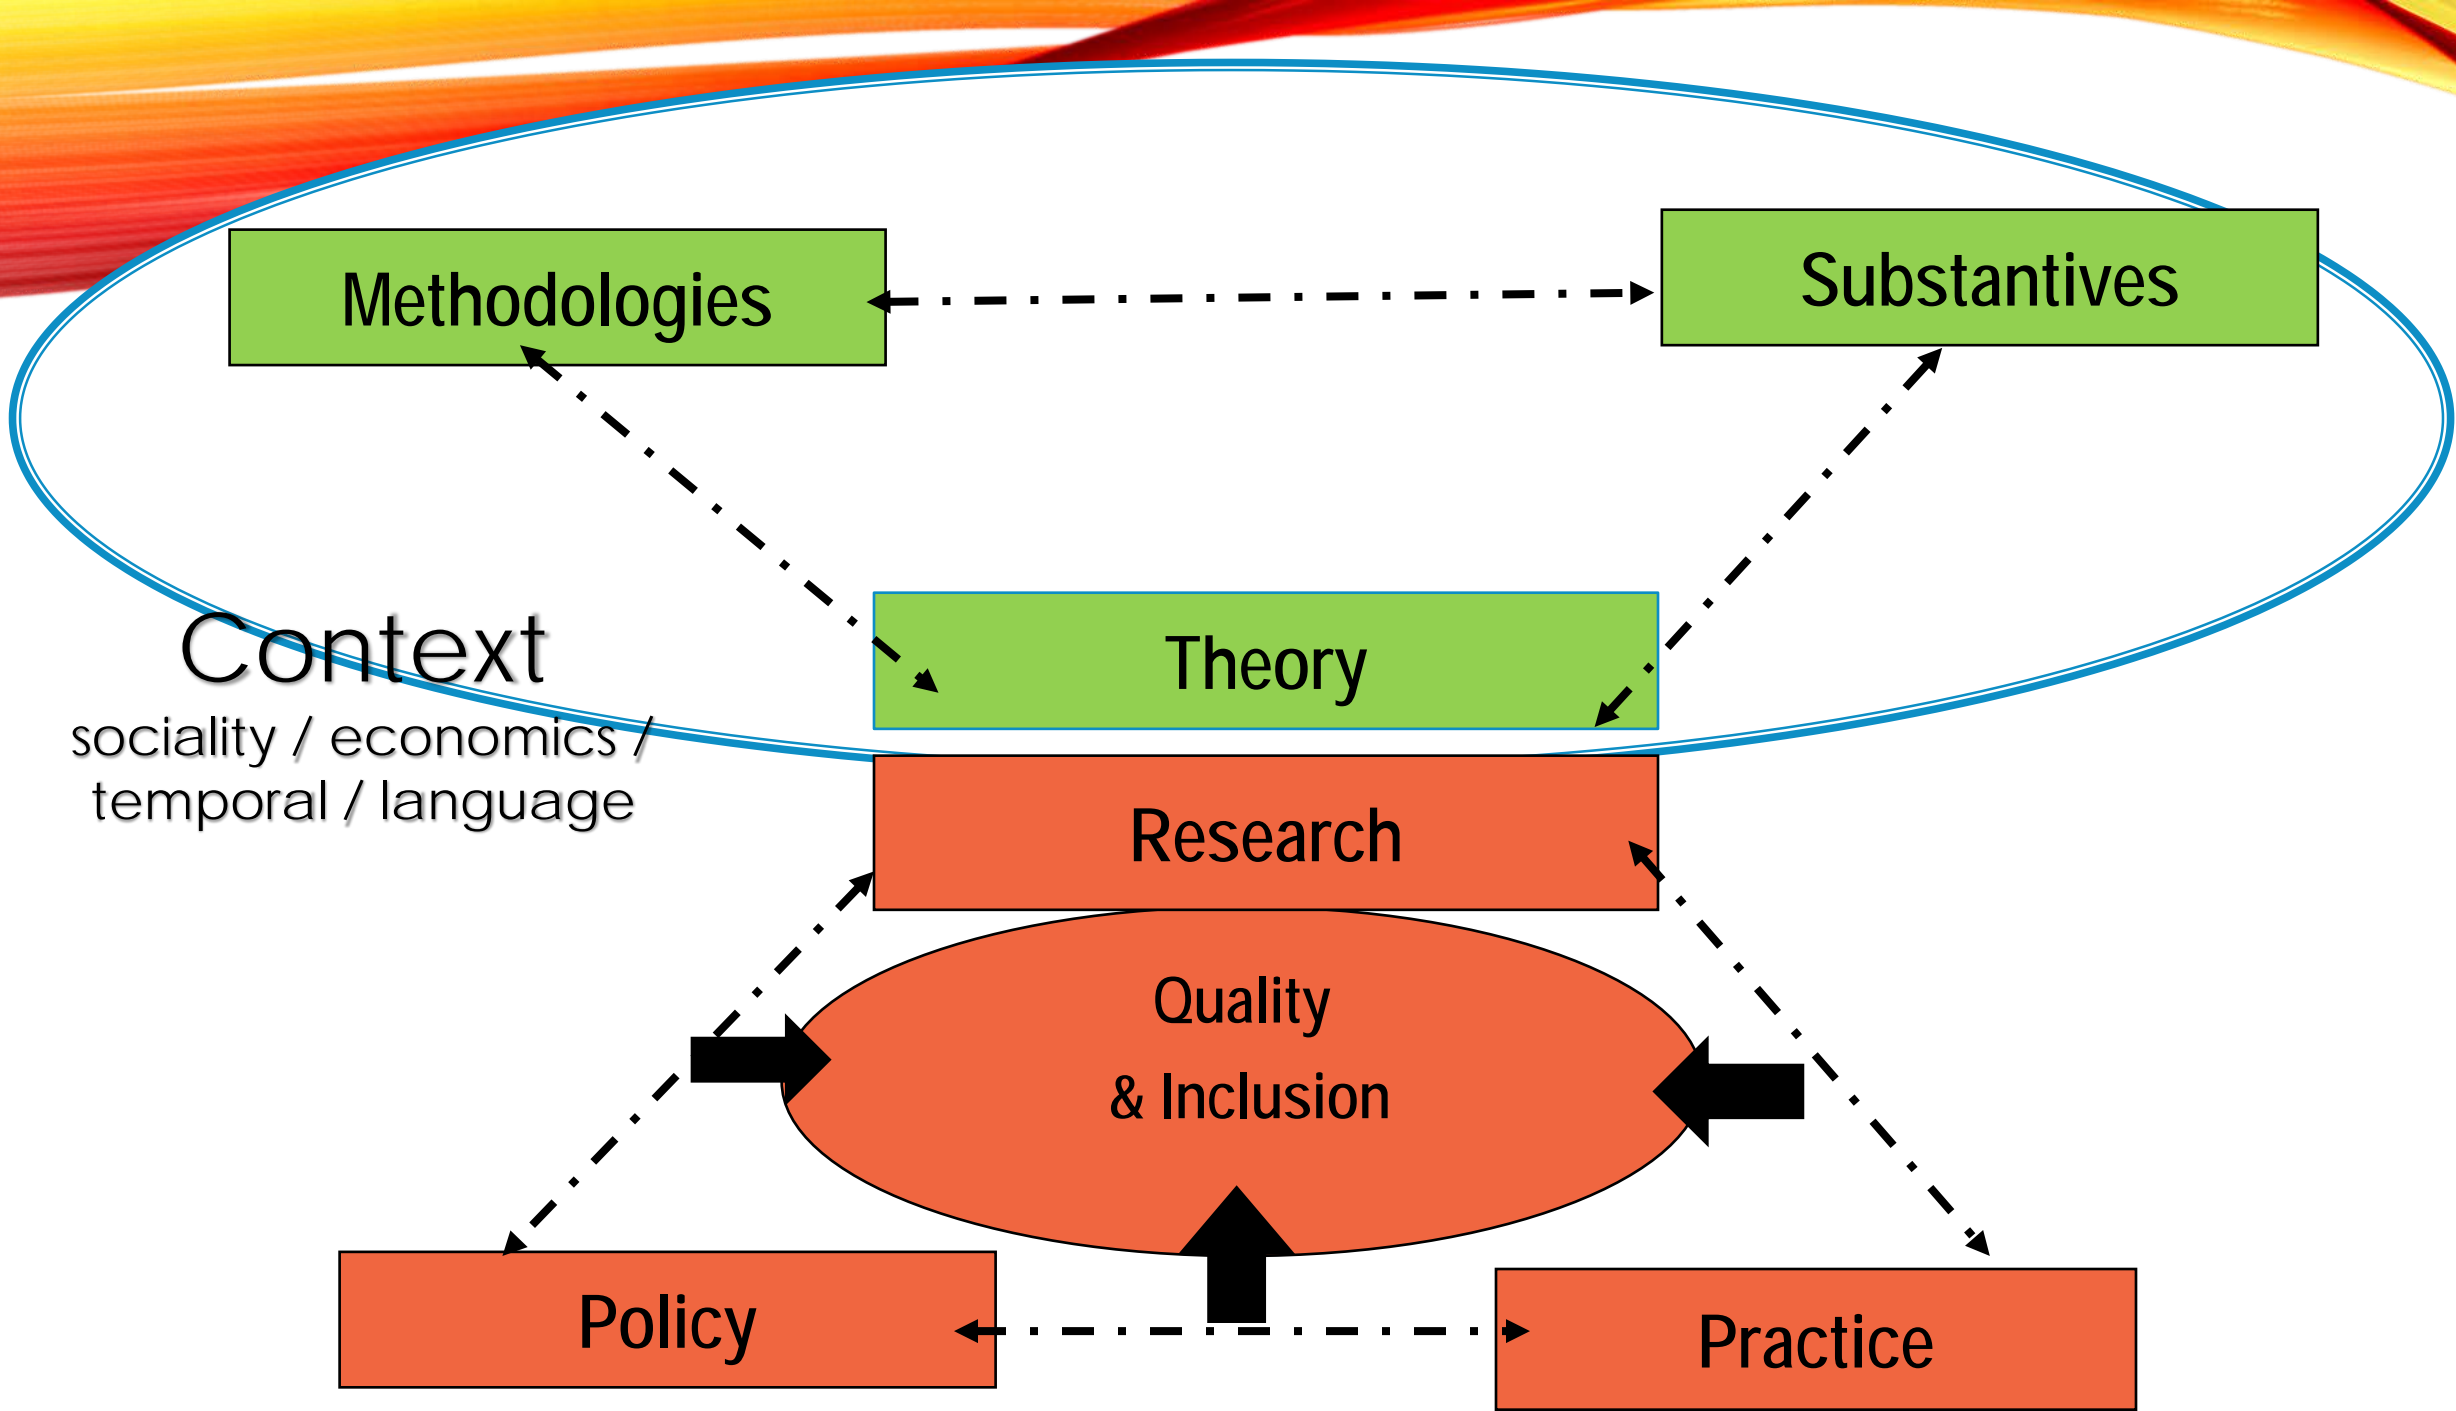 Methodologies
Substantives
Theory
Context
sociality / economics /
temporal / language
Research
Quality
& Inclusion
Policy
Practice